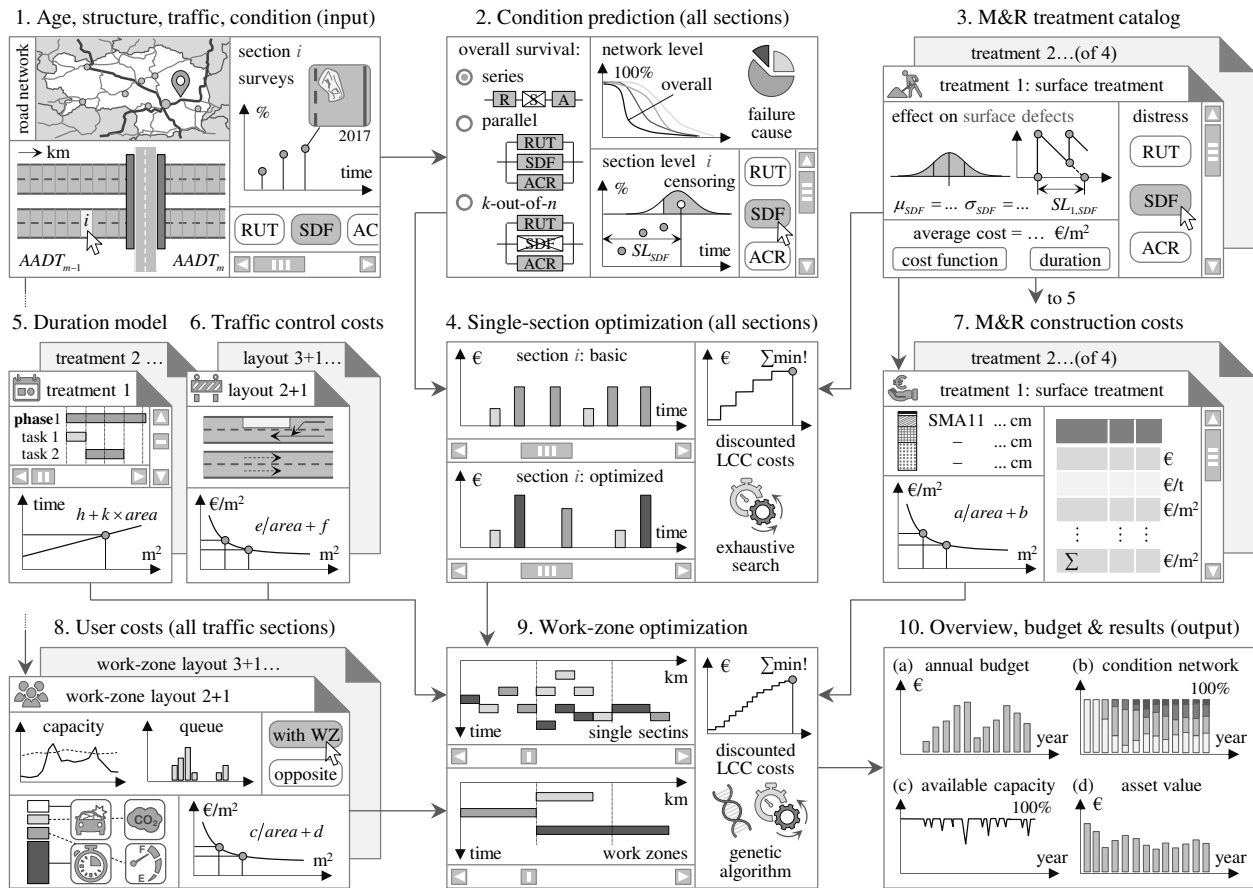 1. Age, structure, traffic, condition (input)
road network
section i
surveys
%
2017
time
km
i
AADTm−1
AADTm
RUT
SDF
AC
2. Condition prediction (all sections)
overall survival:
series
R
S
A
parallel
RUT
SDF
ACR
k-out-of-n
RUT
SDF
ACR
network level
100%
overall
failure
cause
section level i
censoring
%
SLSDF
time
RUT
SDF
ACR
3. M&R treatment catalog
treatment 2…(of 4)
treatment 1: surface treatment
effect on surface defects
μSDF = ... σSDF = ...
SL1,SDF
average cost = … €/m²
cost function
duration
distress
RUT
SDF
ACR
to 5
5. Duration model
treatment 2 …
treatment 1
phase1
task 1
task 2
time
h + k × area
m²
6. Traffic control costs
layout 3+1…
layout 2+1
€/m²
e/area + f
m²
4. Single-section optimization (all sections)
€
section i: basic
time
€
section i: optimized
time
€
∑min!
discounted
LCC costs
exhaustive
search
7. M&R construction costs
treatment 2…(of 4)
treatment 1: surface treatment
SMA11 ... cm
– ... cm
– ... cm
€/m²
a/area + b
m²
€
€/t
€/m²
⋮ ⋮ ⋮
∑
€/m²
8. User costs (all traffic sections)
work-zone layout 3+1…
work-zone layout 2+1
capacity
queue
with WZ
opposite
CO2
F
E
€/m²
c/area + d
m²
9. Work-zone optimization
km
time
single sectins
km
time
work zones
€
∑min!
discounted
LCC costs
genetic
algorithm
10. Overview, budget & results (output)
(a) annual budget
€
year
(b) condition network
100%
year
(c) available capacity
100%
year
(d) asset value
€
year